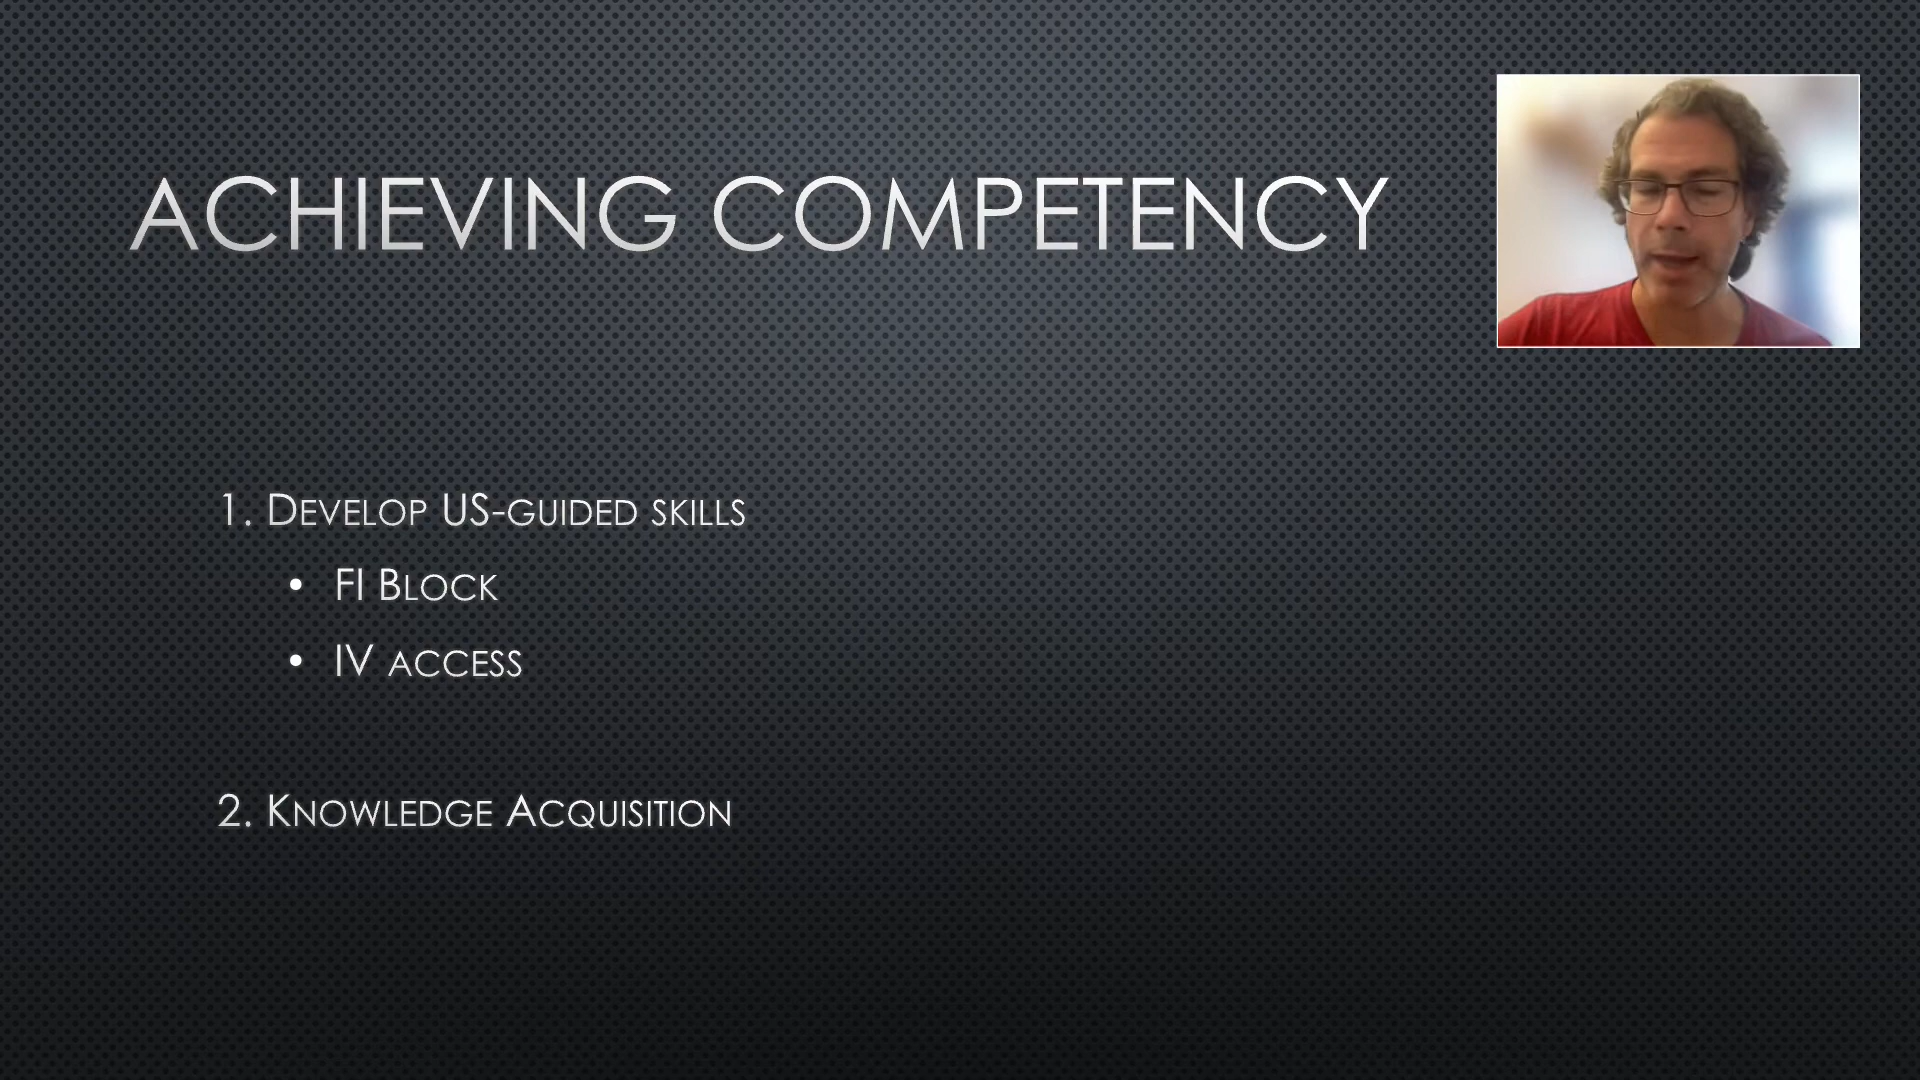 ACHIEVING COMPETENCY
1. DEVELOP US-GUIDED SKILLS
• FI BLOCK
• IV ACCESS
2. KNOWLEDGE ACQUISITION